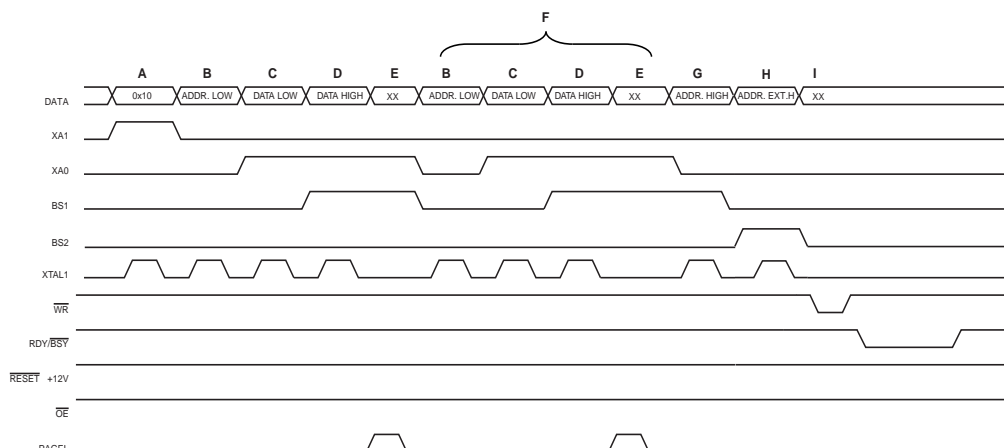 F
A B C D E B C D E G H I
DATA 0x10 ADDR. LOW DATA LOW DATA HIGH XX ADDR. LOW DATA LOW DATA HIGH XX ADDR. HIGH ADDR. EXT.H XX
XA1
XA0
BS1
BS2
XTAL1
WR
RDY/BSY
RESET +12V
OE
PAGEL